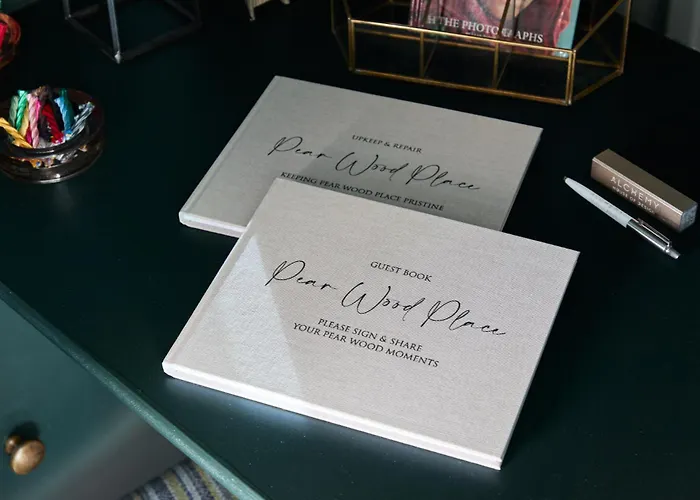 THE PHOTOGRAPHS
UPKEEP & REPAIR
Pear Wood Place
KEEPING PEAR WOOD PLACE PRISTINE
GUEST BOOK
Pear Wood Place
PLEASE SIGN & SHARE
YOUR PEAR WOOD MOMENTS
ALCHEMY